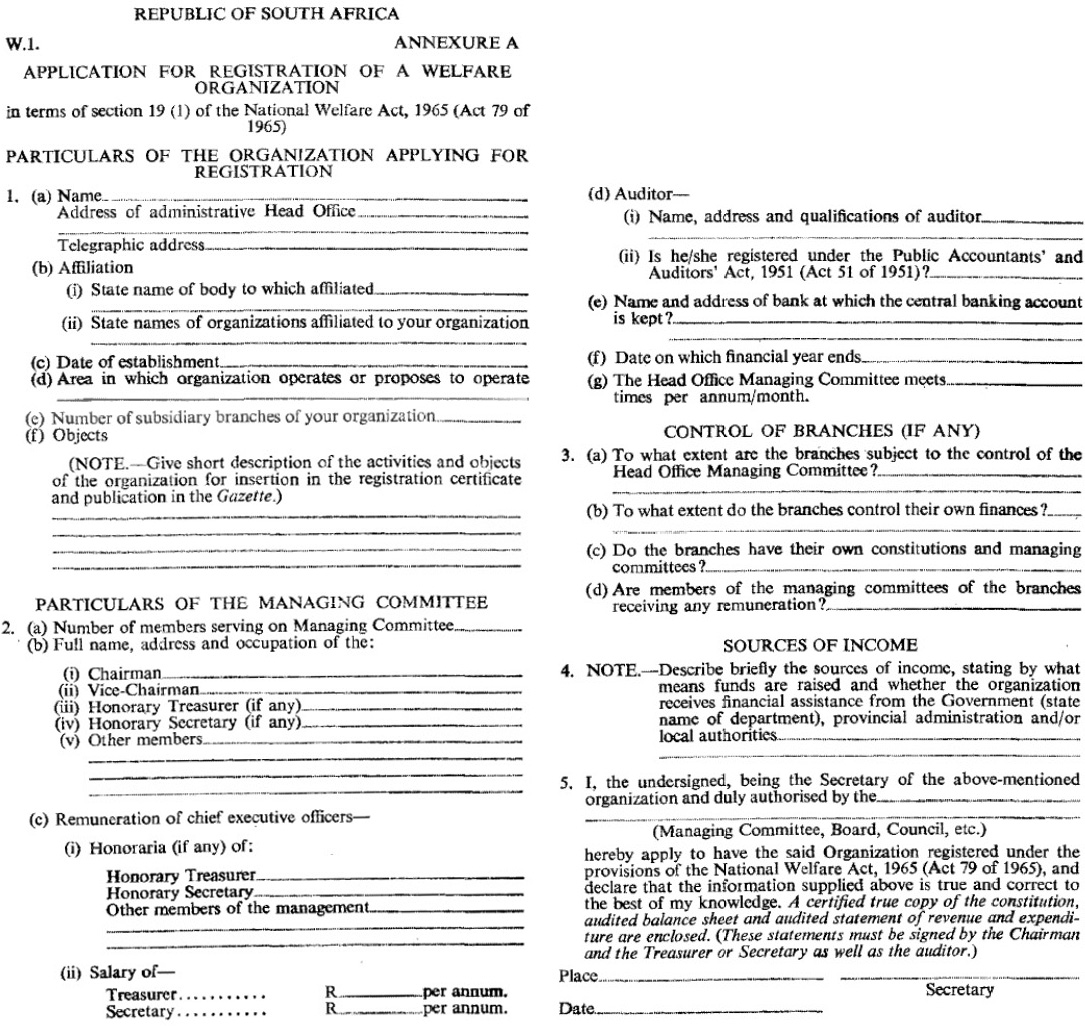 REPUBLIC OF SOUTH AFRICA
W.1. ANNEXURE A
APPLICATION FOR REGISTRATION OF A WELFARE
ORGANIZATION
in terms of section 19 (1) of the National Welfare Act, 1965 (Act 79 of
1965)
PARTICULARS OF THE ORGANIZATION APPLYING FOR
REGISTRATION
1. (a) Name
Address of administrative Head Office
Telegraphic address
(b) Affiliation
(i) State name of body to which affiliated
(ii) State names of organizations affiliated to your organization
(c) Date of establishment
(d) Area in which organization operates or proposes to operate
(e) Number of subsidiary branches of your organization
(f) Objects
(NOTE.—Give short description of the activities and objects
of the organization for insertion in the registration certificate
and publication in the Gazette.)
PARTICULARS OF THE MANAGING COMMITTEE
2. (a) Number of members serving on Managing Committee
(b) Full name, address and occupation of the:
(i) Chairman
(ii) Vice-Chairman
(iii) Honorary Treasurer (if any)
(iv) Honorary Secretary (if any)
(v) Other members
(c) Remuneration of chief executive officers—
(i) Honoraria (if any) of:
Honorary Treasurer
Honorary Secretary
Other members of the management
(ii) Salary of—
Treasurer........... R per annum.
Secretary........... R per annum.
(d) Auditor—
(i) Name, address and qualifications of auditor
(ii) Is he/she registered under the Public Accountants' and
Auditors' Act, 1951 (Act 51 of 1951)?
(e) Name and address of bank at which the central banking account
is kept?
(f) Date on which financial year ends
(g) The Head Office Managing Committee meets
times per annum/month.
CONTROL OF BRANCHES (IF ANY)
3. (a) To what extent are the branches subject to the control of the
Head Office Managing Committee?
(b) To what extent do the branches control their own finances?
(c) Do the branches have their own constitutions and managing
committees?
(d) Are members of the managing committees of the branches
receiving any remuneration?
SOURCES OF INCOME
4. NOTE.—Describe briefly the sources of income, stating by what
means funds are raised and whether the organization
receives financial assistance from the Government (state
name of department), provincial administration and/or
local authorities
5. I, the undersigned, being the Secretary of the above-mentioned
organization and duly authorised by the
(Managing Committee, Board, Council, etc.)
hereby apply to have the said Organization registered under the
provisions of the National Welfare Act, 1965 (Act 79 of 1965), and
declare that the information supplied above is true and correct to
the best of my knowledge. A certified true copy of the constitution,
audited balance sheet and audited statement of revenue and expendi-
ture are enclosed. (These statements must be signed by the Chairman
and the Treasurer or Secretary as well as the auditor.)
Place
Secretary
Date